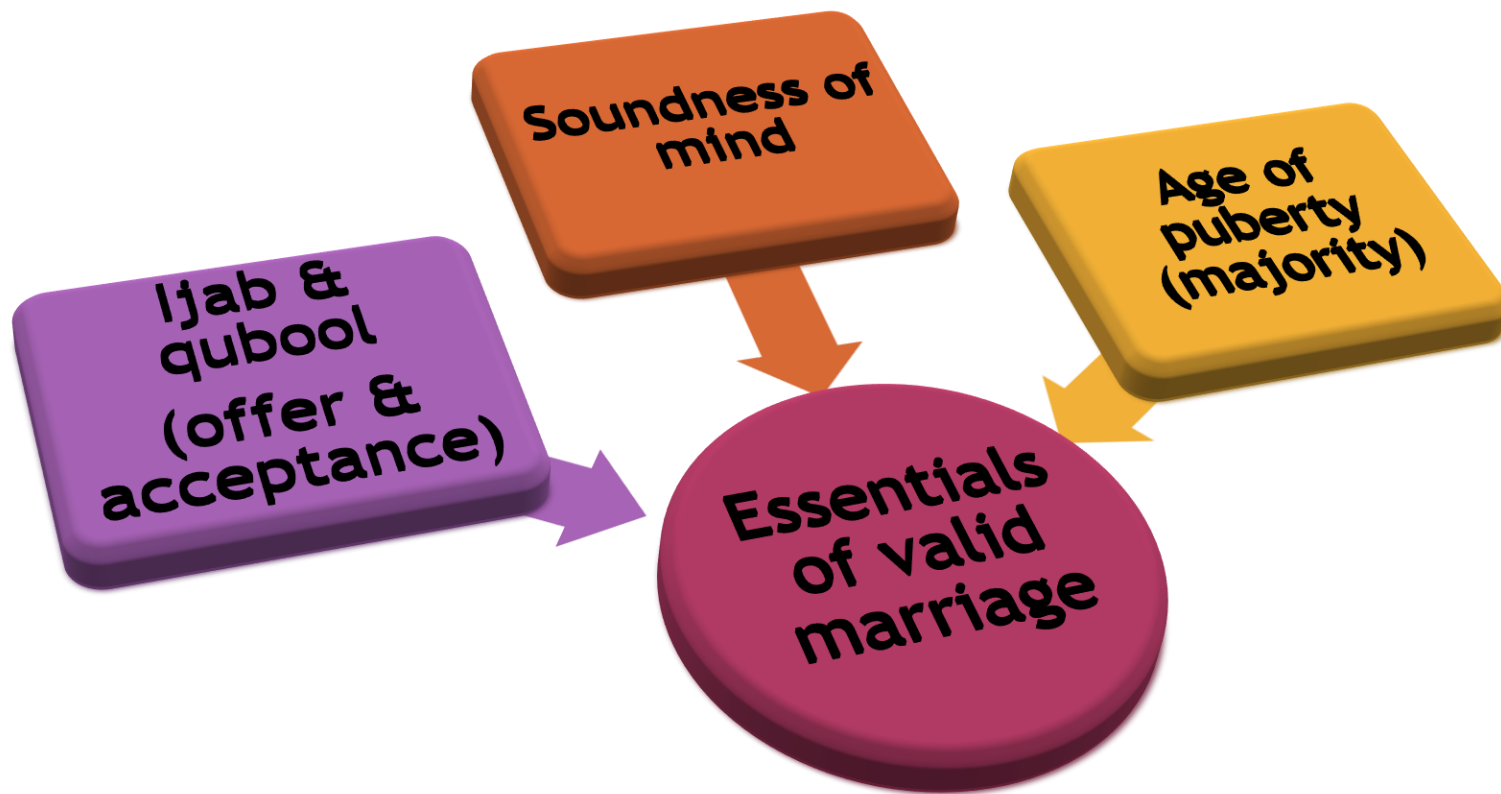 Ijab &
qubool
(offer &
acceptance)
Soundness of
mind
Age of
puberty
(majority)
Essentials
of valid
marriage